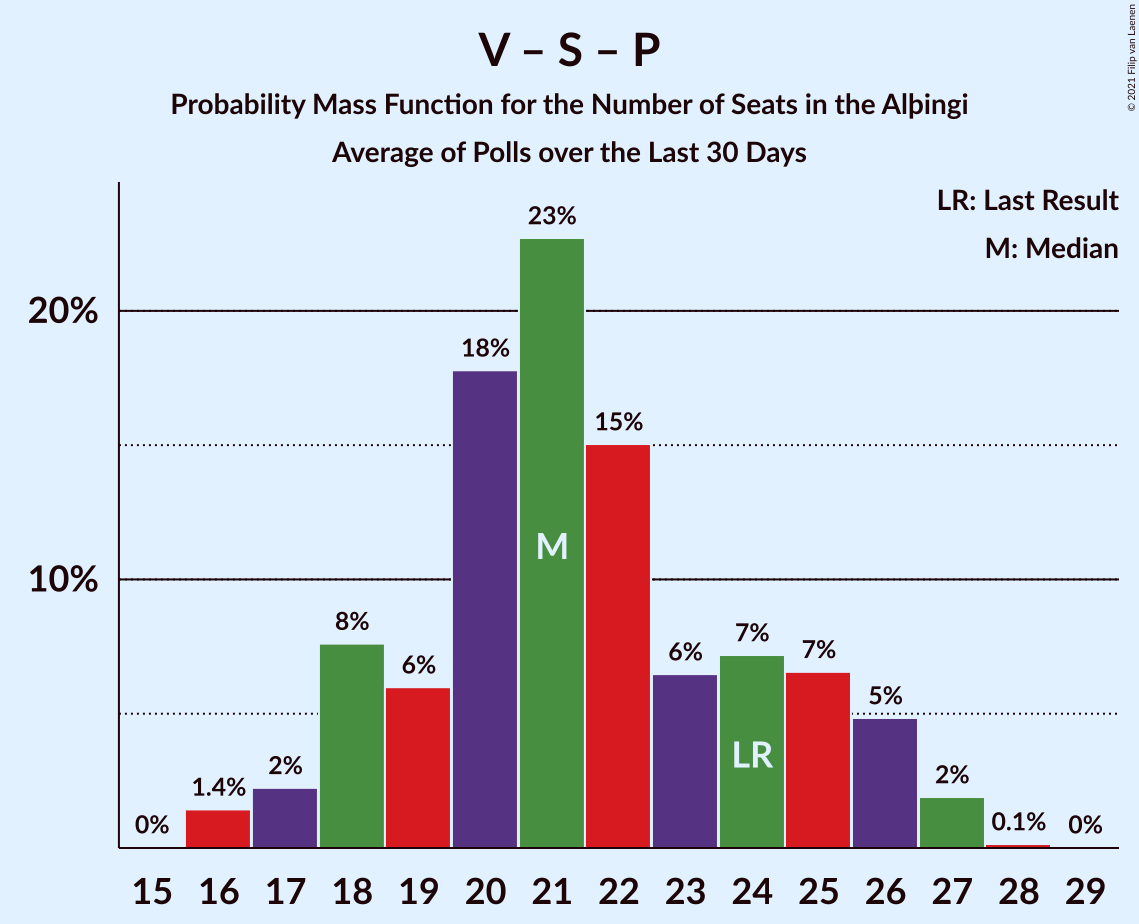 V – S – P
Probability Mass Function for the Number of Seats in the Alþingi
Average of Polls over the Last 30 Days
© 2021 Filip van Laenen
LR: Last Result
M: Median
20%
10%
0%
1.4%
2%
8%
6%
18%
23%
15%
6%
7%
7%
5%
2%
0.1%
0%
M
LR
15 16 17 18 19 20 21 22 23 24 25 26 27 28 29